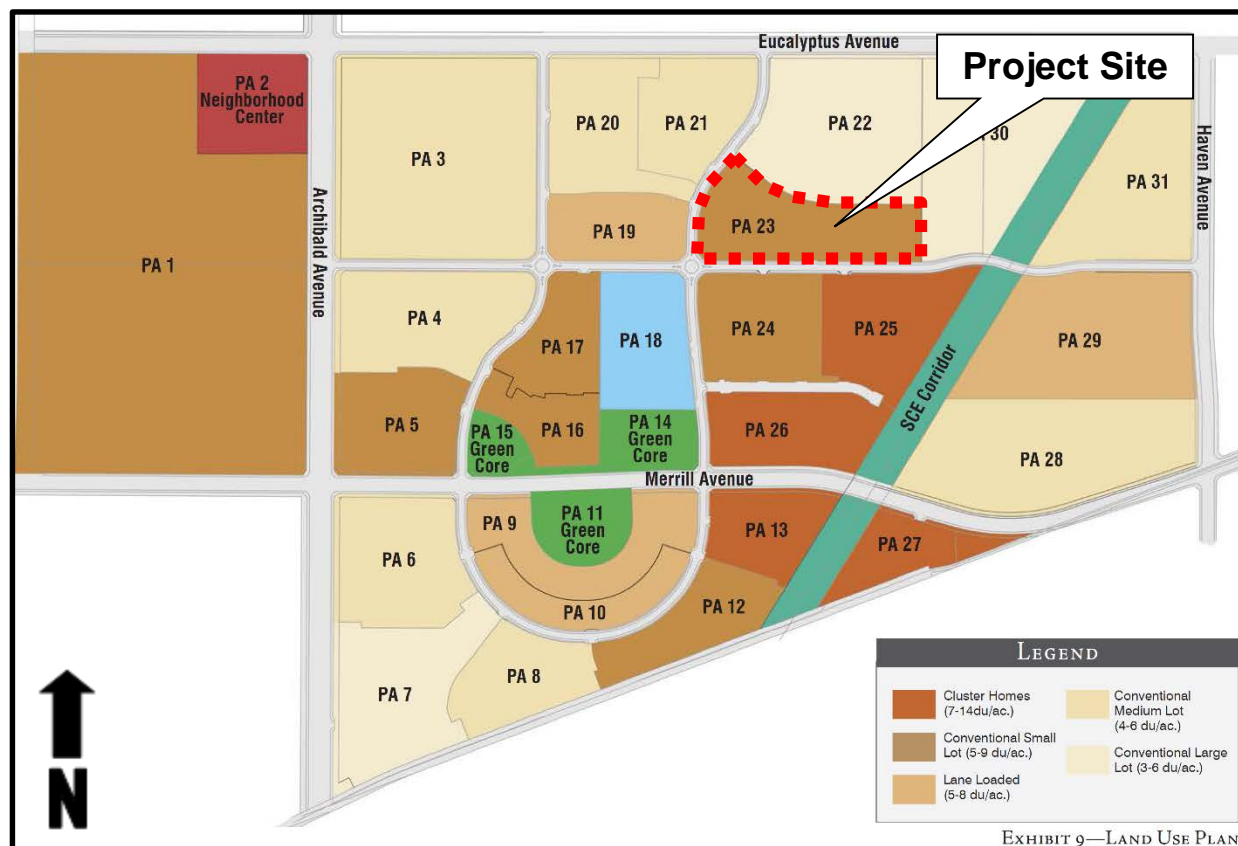 Eucalyptus Avenue
Project Site
PA 2
Neighborhood
Center
PA 20
PA 21
PA 22
30
PA 3
PA 31
Haven Avenue
Archibald Avenue
PA 19
PA 23
PA 1
PA 4
PA 17
PA 18
PA 24
PA 25
PA 29
SCE Corridor
PA 5
PA 15
Green
Core
PA 16
PA 14
Green
Core
PA 26
PA 28
Merrill Avenue
PA 9
PA 11
Green
Core
PA 13
PA 27
PA 6
PA 10
PA 12
PA 7
PA 8
N
LEGEND
Cluster Homes
(7-14du/ac.)
Conventional Small
Lot (5-9 du/ac.)
Lane Loaded
(5-8 du/ac.)
Conventional
Medium Lot
(4-6 du/ac.)
Conventional Large
Lot (3-6 du/ac.)
EXHIBIT 9—LAND USE PLAN